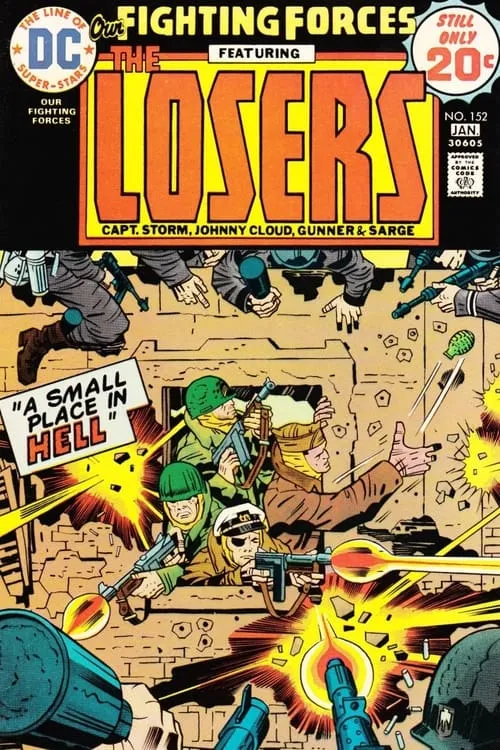 THE LINE OF
DC
SUPER-STARS
OUR
FIGHTING
FORCES
Our FIGHTING FORCES
FEATURING
THE
LOSERS
CAPT. STORM, JOHNNY CLOUD, GUNNER & SARGE
STILL
ONLY
20¢
NO. 152
JAN.
30605
APPROVED
BY THE
COMICS
CODE
CA
AUTHORITY
"A SMALL
PLACE IN
HELL"